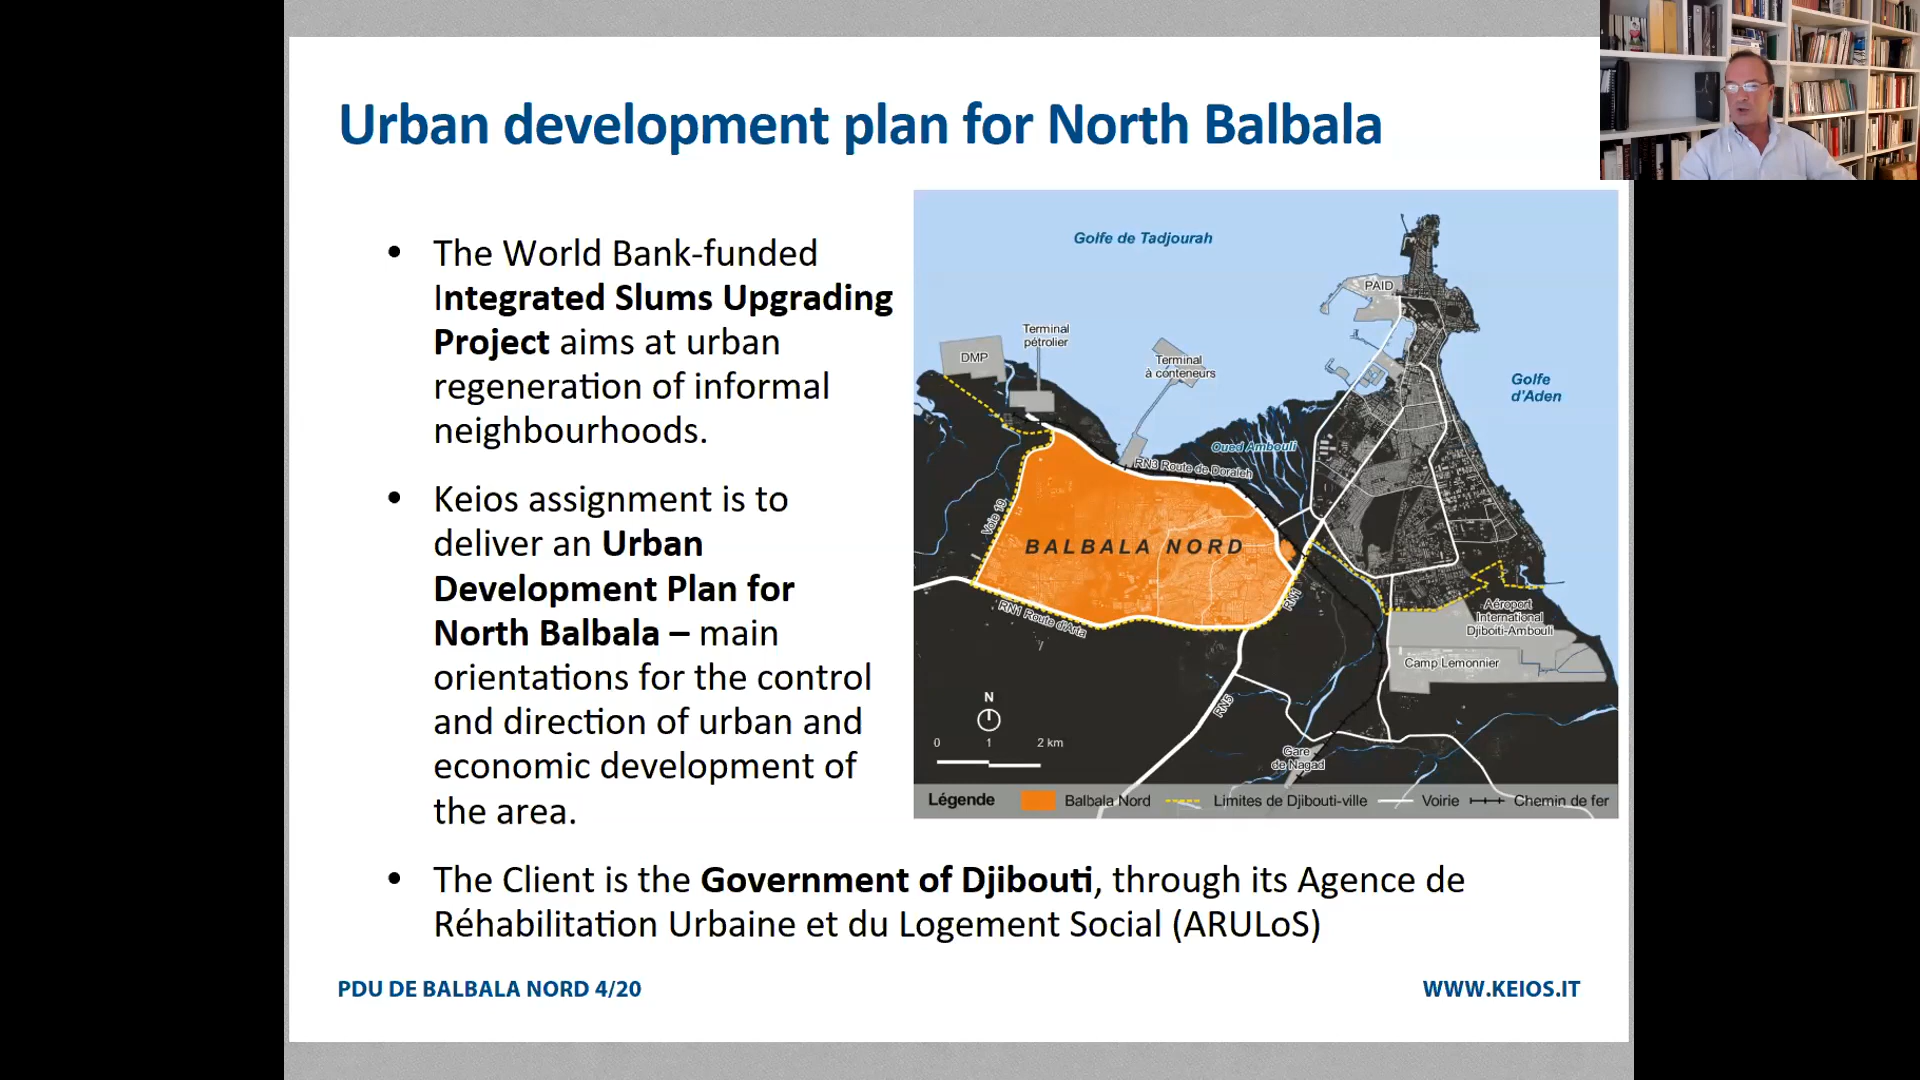 Urban development plan for North Balbala
• The World Bank-funded
Integrated Slums Upgrading
Project aims at urban
regeneration of informal
neighbourhoods.
• Keios assignment is to
deliver an Urban
Development Plan for
North Balbala – main
orientations for the control
and direction of urban and
economic development of
the area.
• The Client is the Government of Djibouti, through its Agence de
Réhabilitation Urbaine et du Logement Social (ARULoS)
Golfe de Tadjourah
PAID
Terminal
pétrolier
DMP
Terminal
à conteneurs
Golfe
d'Aden
Oued Ambouli
RN3 Route de Doraleh
Voie 19
BALBALA NORD
RN1
RN1 Route d'Arta
Aéroport
International
Djiboiti-Ambouli
Camp Lemonnier
RN5
Gare
de Nagad
N
0 1 2 km
Légende Balbala Nord Limites de Djibouti-ville Voirie Chemin de fer
PDU DE BALBALA NORD 4/20
WWW.KEIOS.IT